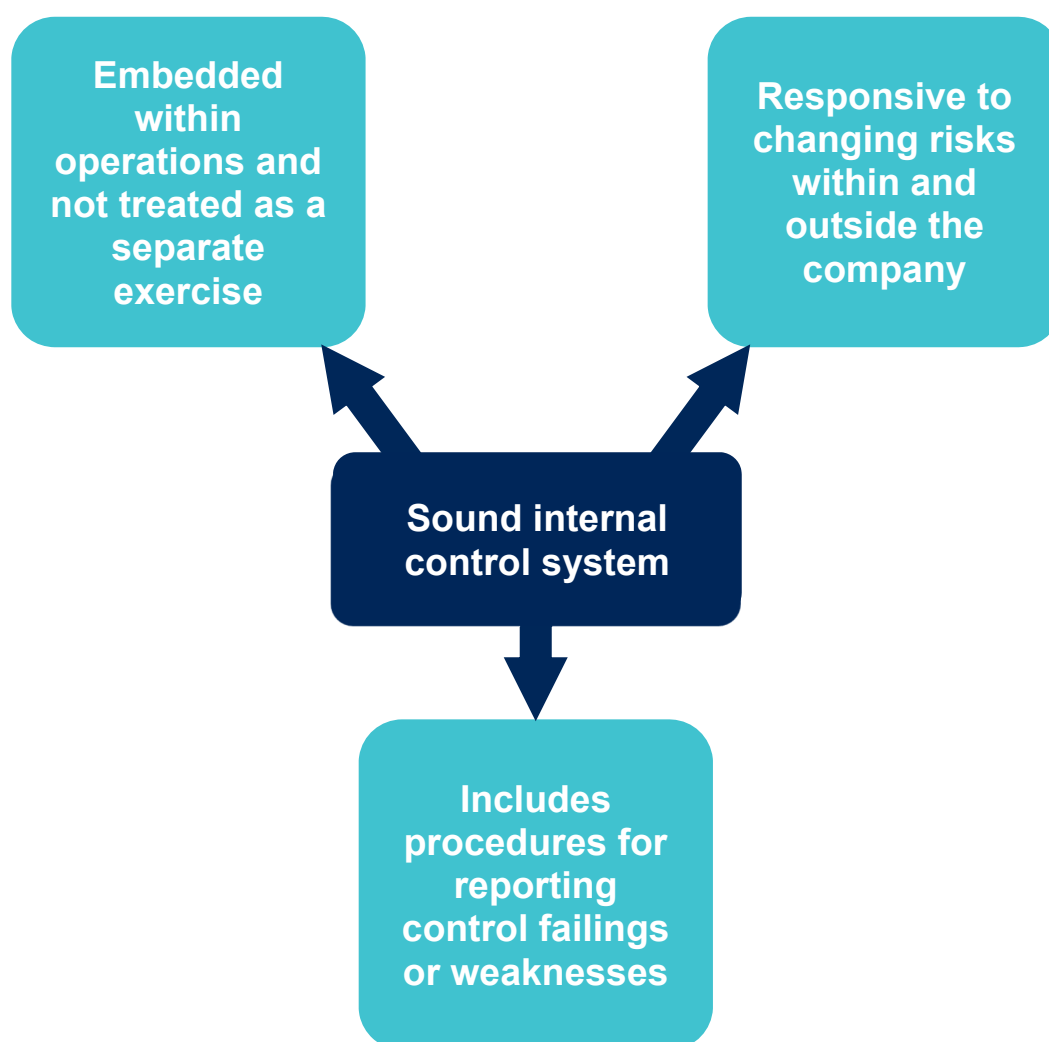 Embedded
within
operations and
not treated as a
separate
exercise
Responsive to
changing risks
within and
outside the
company
Sound internal
control system
Includes
procedures for
reporting
control failings
or weaknesses